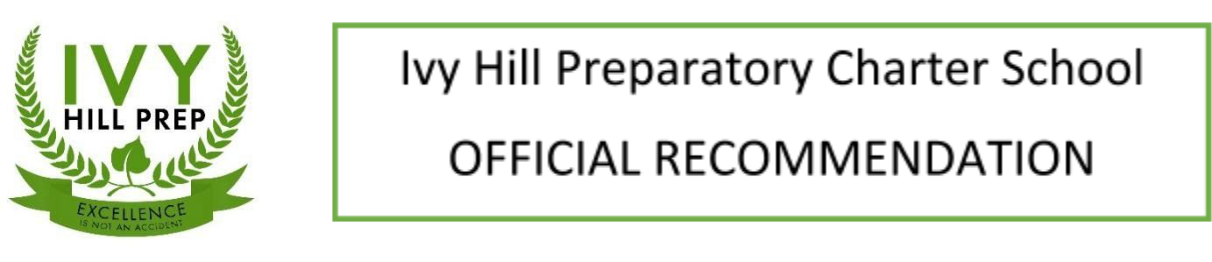 IVY
HILL PREP
EXCELLENCE
IS NOT AN ACCIDENT
Ivy Hill Preparatory Charter School
OFFICIAL RECOMMENDATION